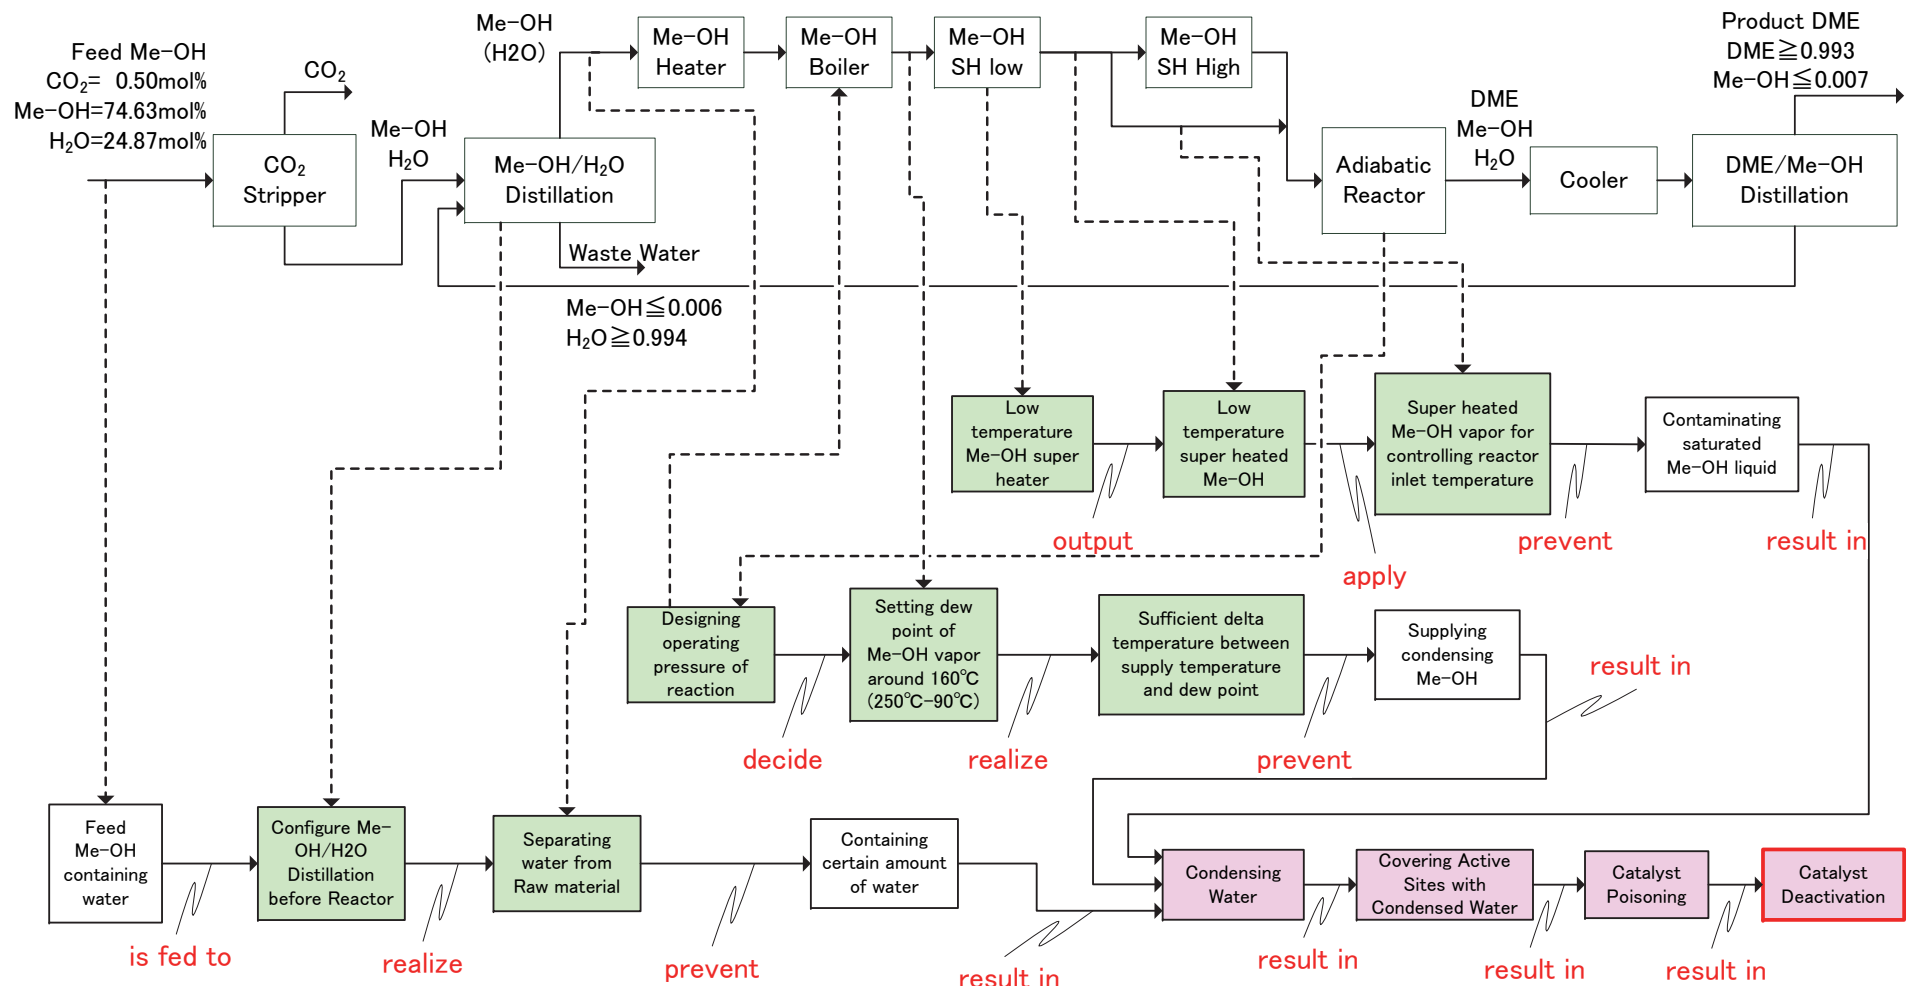 Feed Me-OH
CO₂= 0.50mol%
Me-OH=74.63mol%
H₂O=24.87mol%
CO₂
CO₂
Stripper
Me-OH
H₂O
Me-OH/H₂O
Distillation
Waste Water
Me-OH≦0.006
H₂O≧0.994
Me-OH
(H2O)
Me-OH
Heater
Me-OH
Boiler
Me-OH
SH low
Me-OH
SH High
Adiabatic
Reactor
DME
Me-OH
H₂O
Cooler
DME/Me-OH
Distillation
Product DME
DME≧0.993
Me-OH≦0.007
Low
temperature
Me-OH super
heater
output
Low
temperature
super heated
Me-OH
apply
Super heated
Me-OH vapor for
controlling reactor
inlet temperature
prevent
Contaminating
saturated
Me-OH liquid
result in
Designing
operating
pressure of
reaction
decide
Setting dew
point of
Me-OH vapor
around 160℃
(250℃-90℃)
realize
Sufficient delta
temperature between
supply temperature
and dew point
prevent
Supplying
condensing
Me-OH
result in
Feed
Me-OH
containing
water
is fed to
Configure Me-
OH/H2O
Distillation
before Reactor
realize
Separating
water from
Raw material
prevent
Containing
certain amount
of water
result in
Condensing
Water
result in
Covering Active
Sites with
Condensed Water
result in
Catalyst
Poisoning
result in
Catalyst
Deactivation